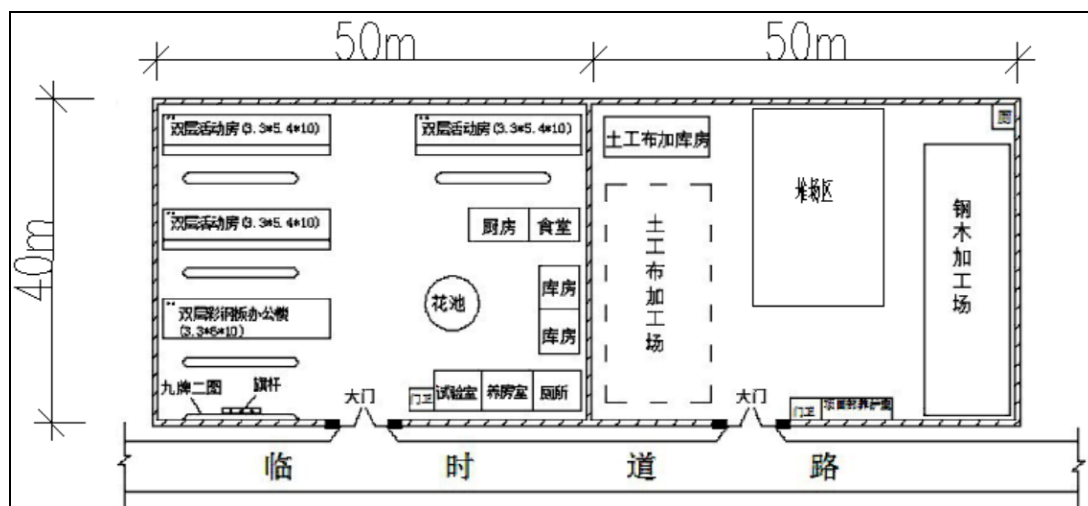 50m
50m
40m
双层活动房(3.3*5.4*10)
双层活动房(3.3*5.4*10)
土工布加库房
厕
堆场区
钢木加工场
双层活动房(3.3*5.4*10)
厨房
食堂
土工布加工场
库房
库房
花池
双层彩钢板办公楼
(3.3*6*10)
九牌二图
旗杆
大门
门卫
试验室
养房室
厕所
大门
门卫
临时道路